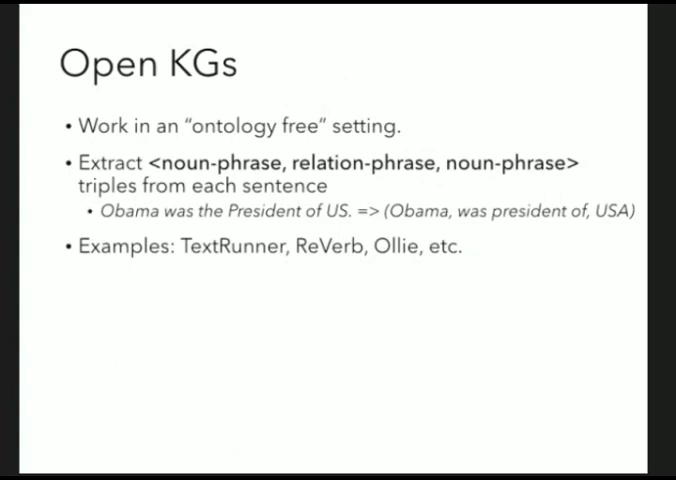 Open KGs
• Work in an “ontology free” setting.
• Extract <noun-phrase, relation-phrase, noun-phrase>
triples from each sentence
• Obama was the President of US. => (Obama, was president of, USA)
• Examples: TextRunner, ReVerb, Ollie, etc.